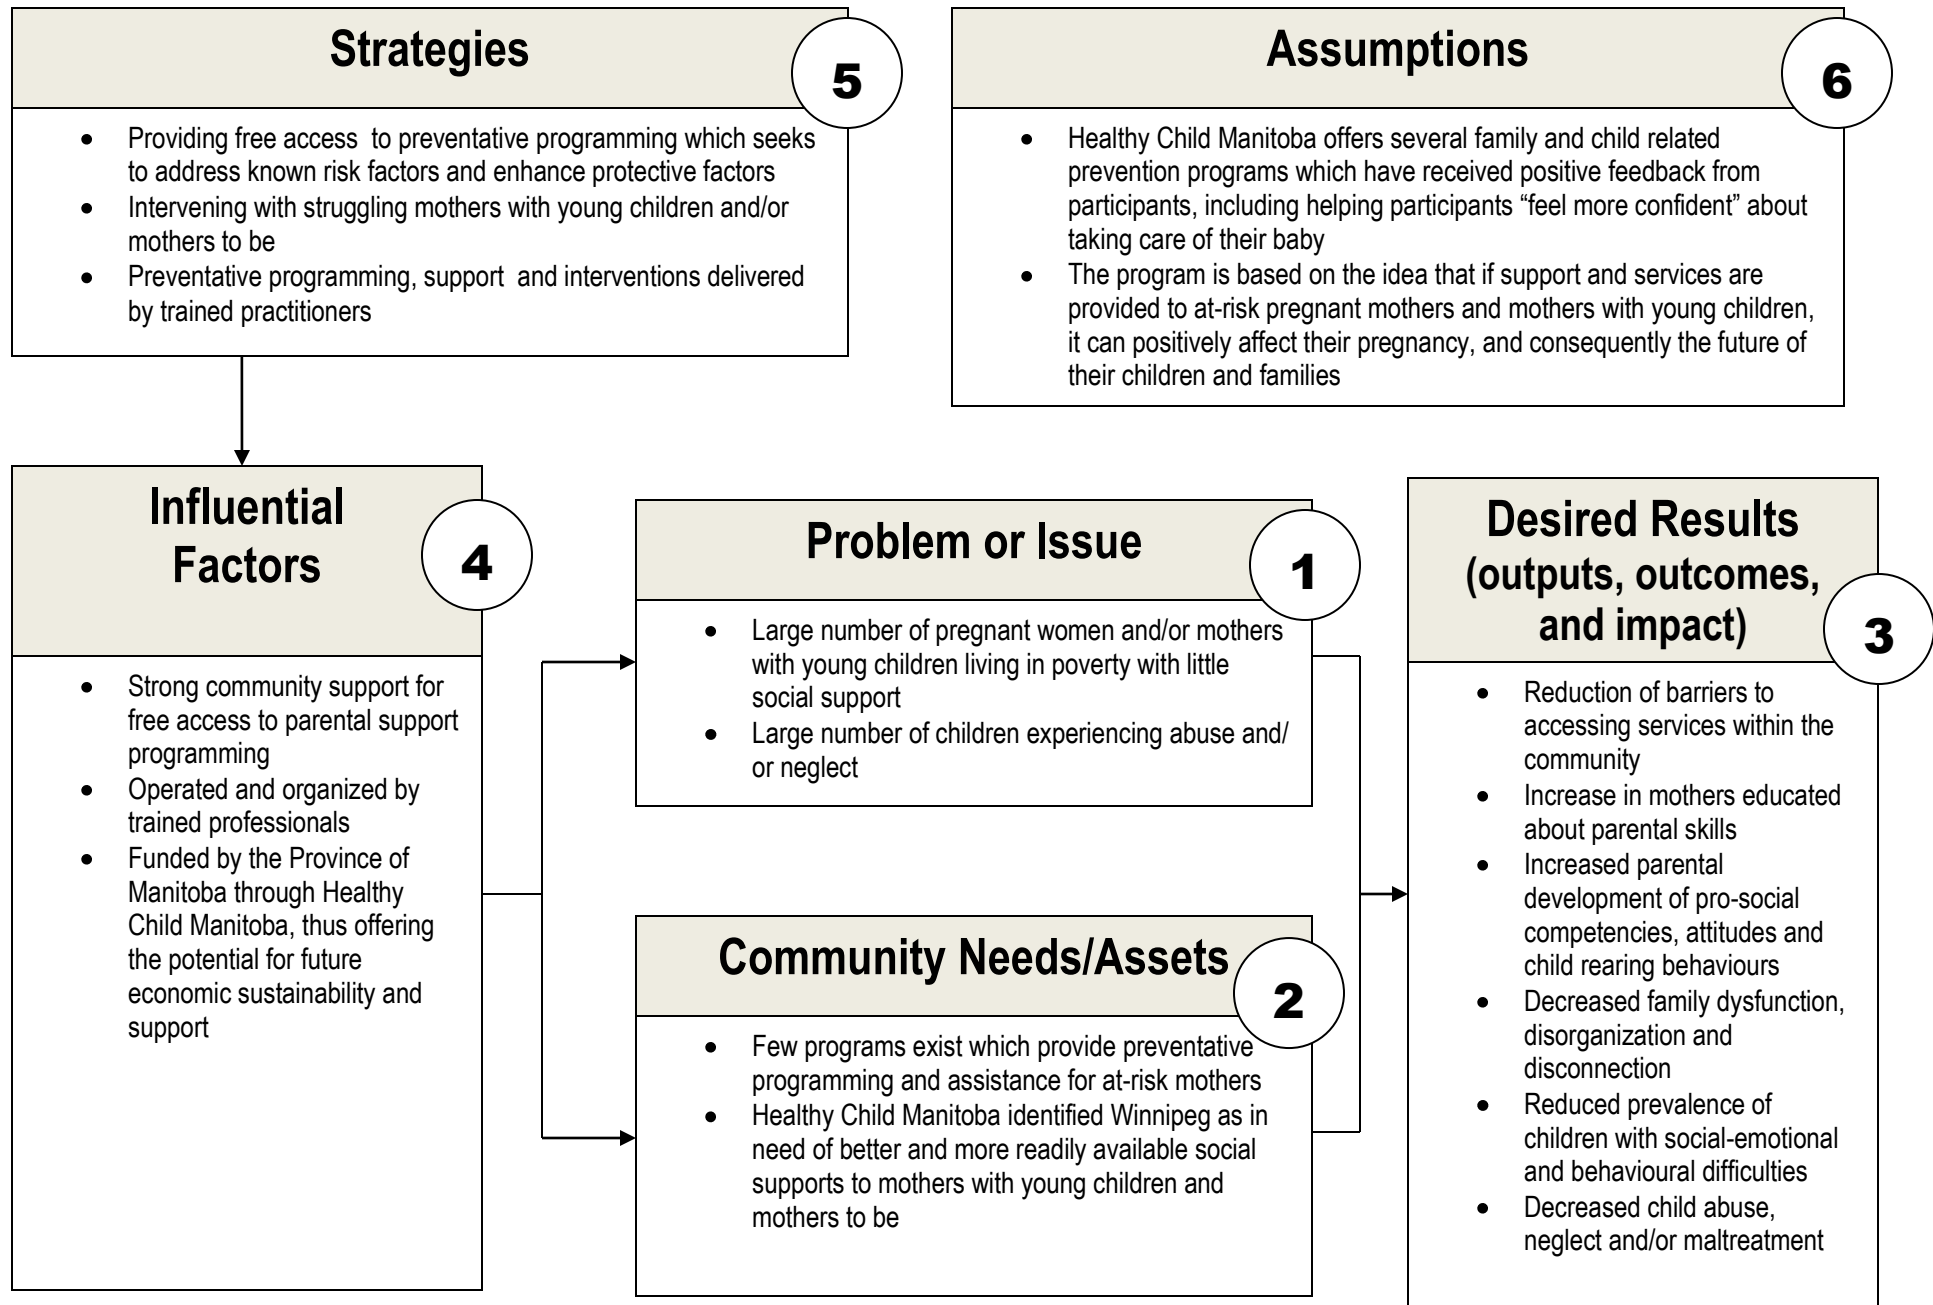 Strategies
5
• Providing free access to preventative programming which seeks
to address known risk factors and enhance protective factors
• Intervening with struggling mothers with young children and/or
mothers to be
• Preventative programming, support and interventions delivered
by trained practitioners
Assumptions
6
• Healthy Child Manitoba offers several family and child related
prevention programs which have received positive feedback from
participants, including helping participants “feel more confident” about
taking care of their baby
• The program is based on the idea that if support and services are
provided to at-risk pregnant mothers and mothers with young children,
it can positively affect their pregnancy, and consequently the future of
their children and families
Influential
Factors
4
• Strong community support for
free access to parental support
programming
• Operated and organized by
trained professionals
• Funded by the Province of
Manitoba through Healthy
Child Manitoba, thus offering
the potential for future
economic sustainability and
support
Problem or Issue
1
• Large number of pregnant women and/or mothers
with young children living in poverty with little
social support
• Large number of children experiencing abuse and/
or neglect
Community Needs/Assets
2
• Few programs exist which provide preventative
programming and assistance for at-risk mothers
• Healthy Child Manitoba identified Winnipeg as in
need of better and more readily available social
supports to mothers with young children and
mothers to be
Desired Results
(outputs, outcomes,
and impact)
3
• Reduction of barriers to
accessing services within the
community
• Increase in mothers educated
about parental skills
• Increased parental
development of pro-social
competencies, attitudes and
child rearing behaviours
• Decreased family dysfunction,
disorganization and
disconnection
• Reduced prevalence of
children with social-emotional
and behavioural difficulties
• Decreased child abuse,
neglect and/or maltreatment